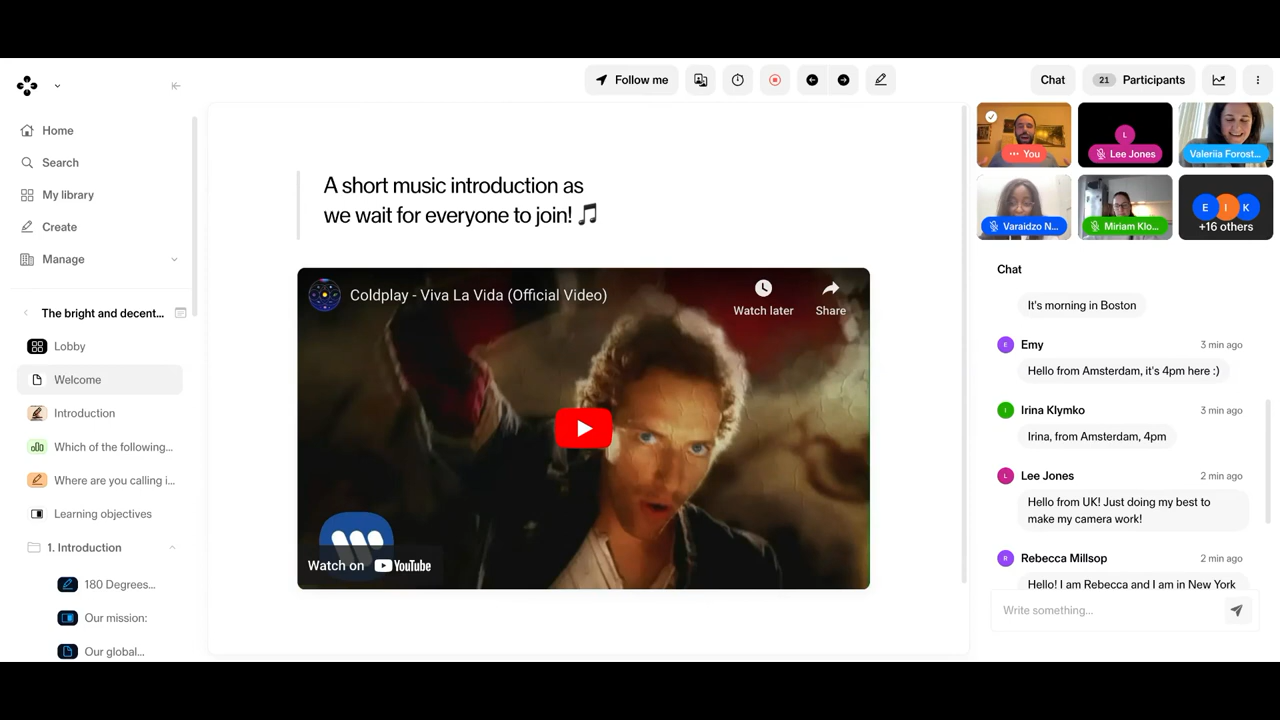 Follow me
Chat
21 Participants
Home
Search
My library
Create
Manage
The bright and decent...
Lobby
Welcome
Introduction
Which of the following...
Where are you calling i...
Learning objectives
1. Introduction
180 Degrees...
Our mission:
Our global...
A short music introduction as
we wait for everyone to join! 🎵
Coldplay - Viva La Vida (Official Video)
Watch later
Share
Watch on YouTube
You
L
Lee Jones
Valeriia Forost...
Varaidzo N...
Miriam Klo...
E I K
+16 others
Chat
It's morning in Boston
E Emy 3 min ago
Hello from Amsterdam, it's 4pm here :)
I Irina Klymko 3 min ago
Irina, from Amsterdam, 4pm
L Lee Jones 2 min ago
Hello from UK! Just doing my best to
make my camera work!
R Rebecca Millsop 2 min ago
Hello! I am Rebecca and I am in New York
Write something...